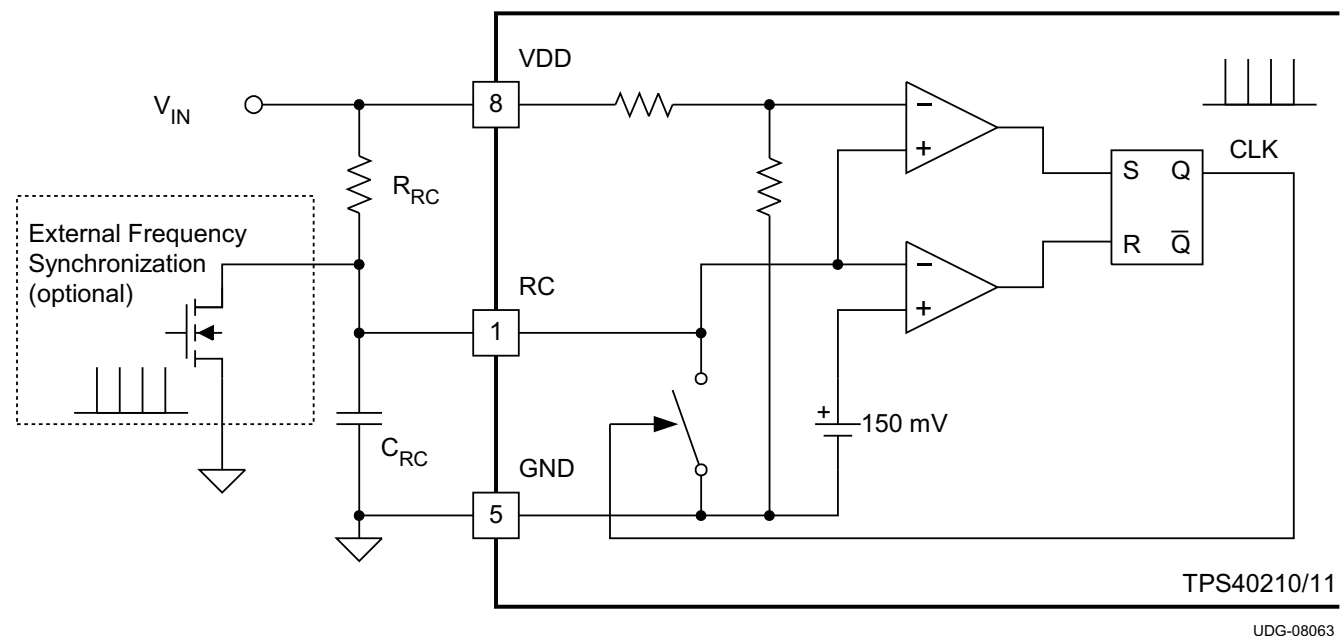 VDD
V_IN
8
−
+
CLK
S Q
R Q̅
R_RC
External Frequency
Synchronization
(optional)
RC
1
−
+
+
150 mV
C_RC
GND
5
TPS40210/11
UDG-08063